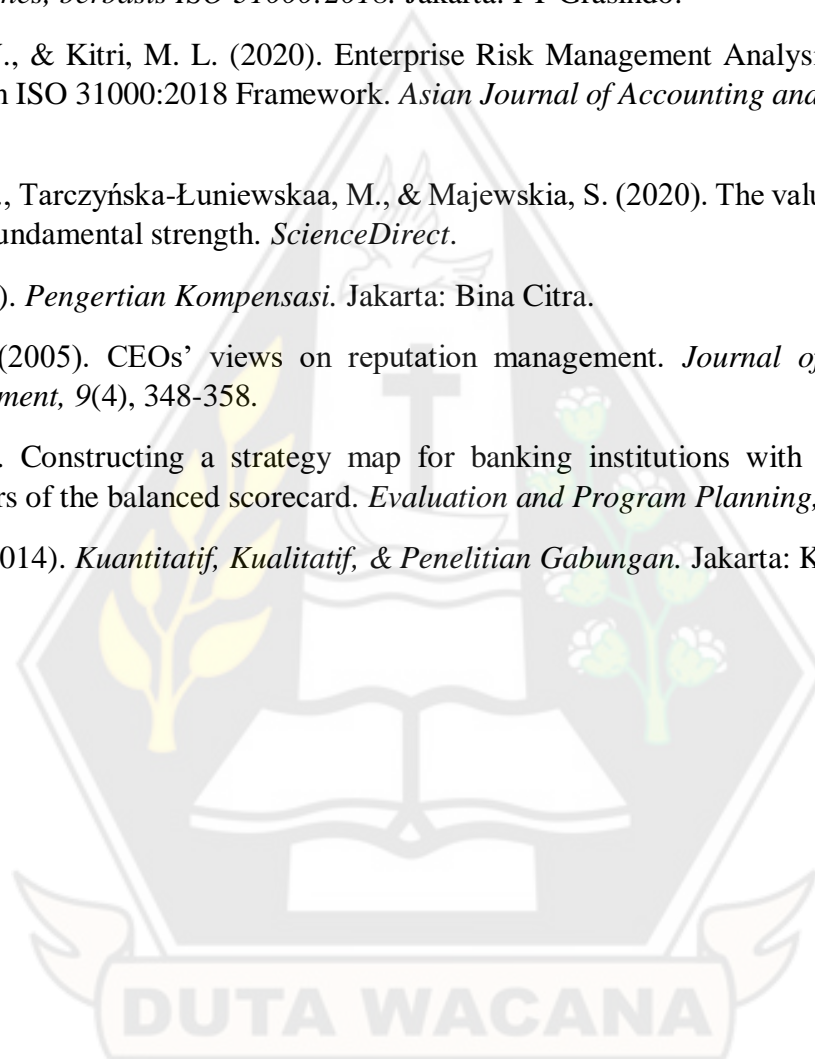 nes, berbasis ISO 31000:2018. Jakarta: PT Grasindo.
., & Kitri, M. L. (2020). Enterprise Risk Management Analysi
ISO 31000:2018 Framework. Asian Journal of Accounting and
., Tarczyńska-Łuniewskaa, M., & Majewskia, S. (2020). The valu
undamental strength. ScienceDirect.
). Pengertian Kompensasi. Jakarta: Bina Citra.
(2005). CEOs’ views on reputation management. Journal of
ment, 9(4), 348-358.
. Constructing a strategy map for banking institutions with
rs of the balanced scorecard. Evaluation and Program Planning,
014). Kuantitatif, Kualitatif, & Penelitian Gabungan. Jakarta: K
DUTA WACANA